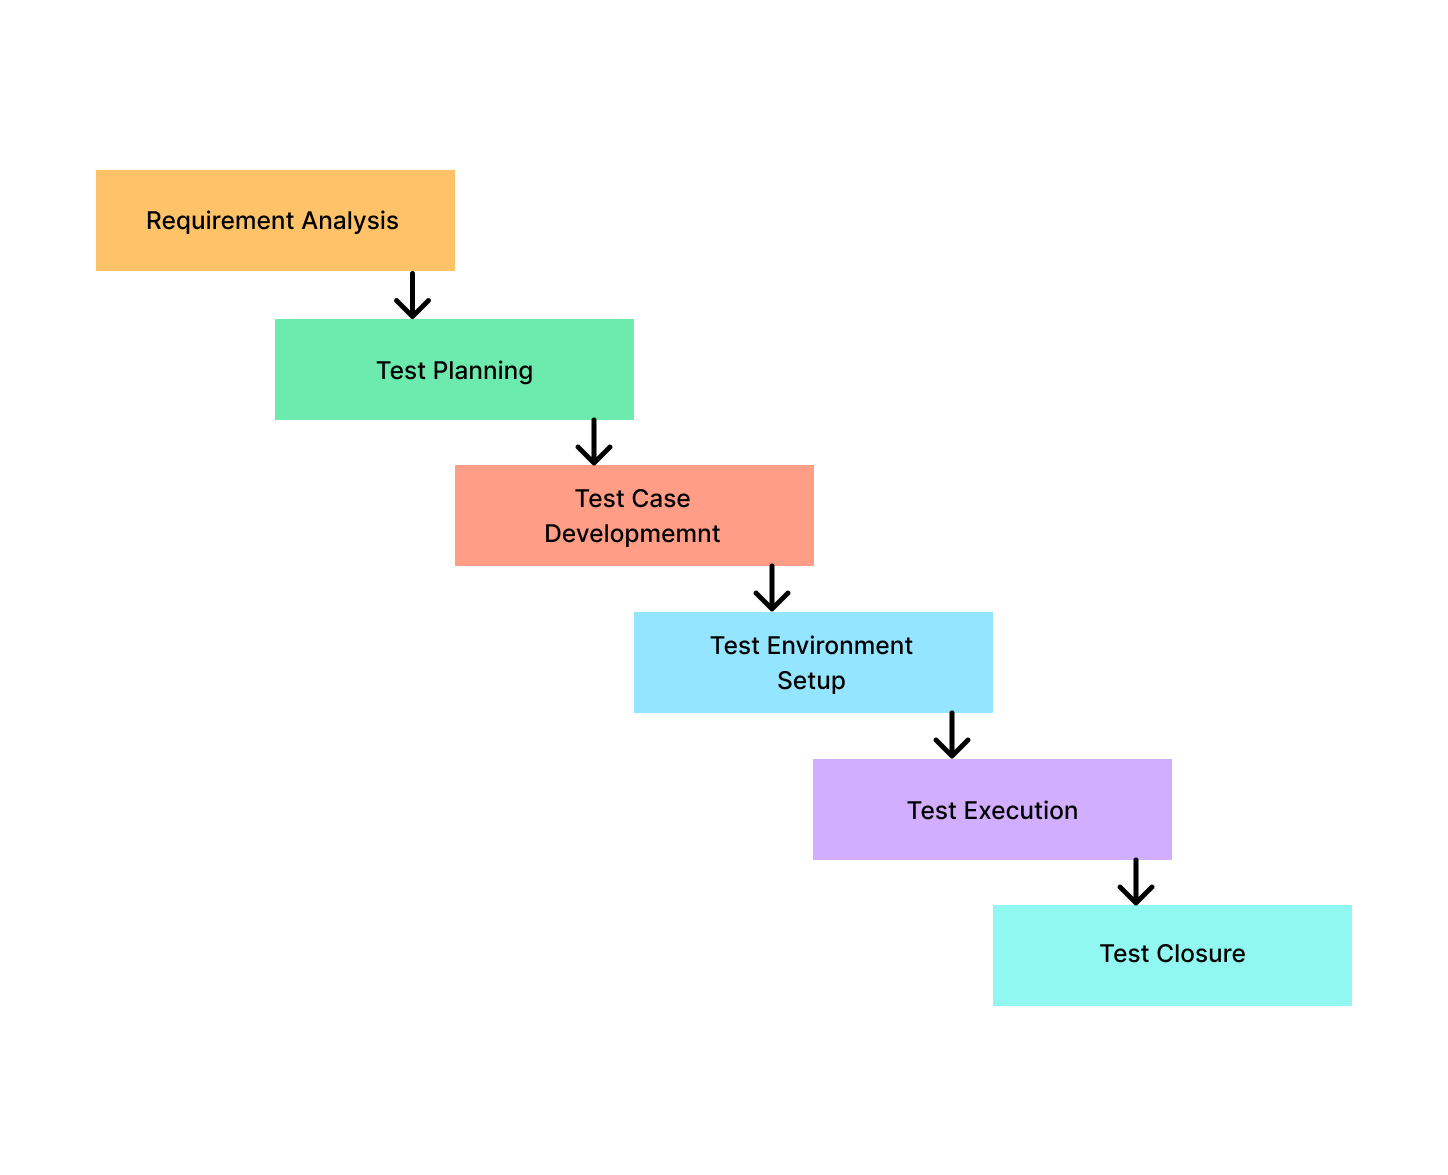 Requirement Analysis
Test Planning
Test Case
Developmemnt
Test Environment
Setup
Test Execution
Test Closure